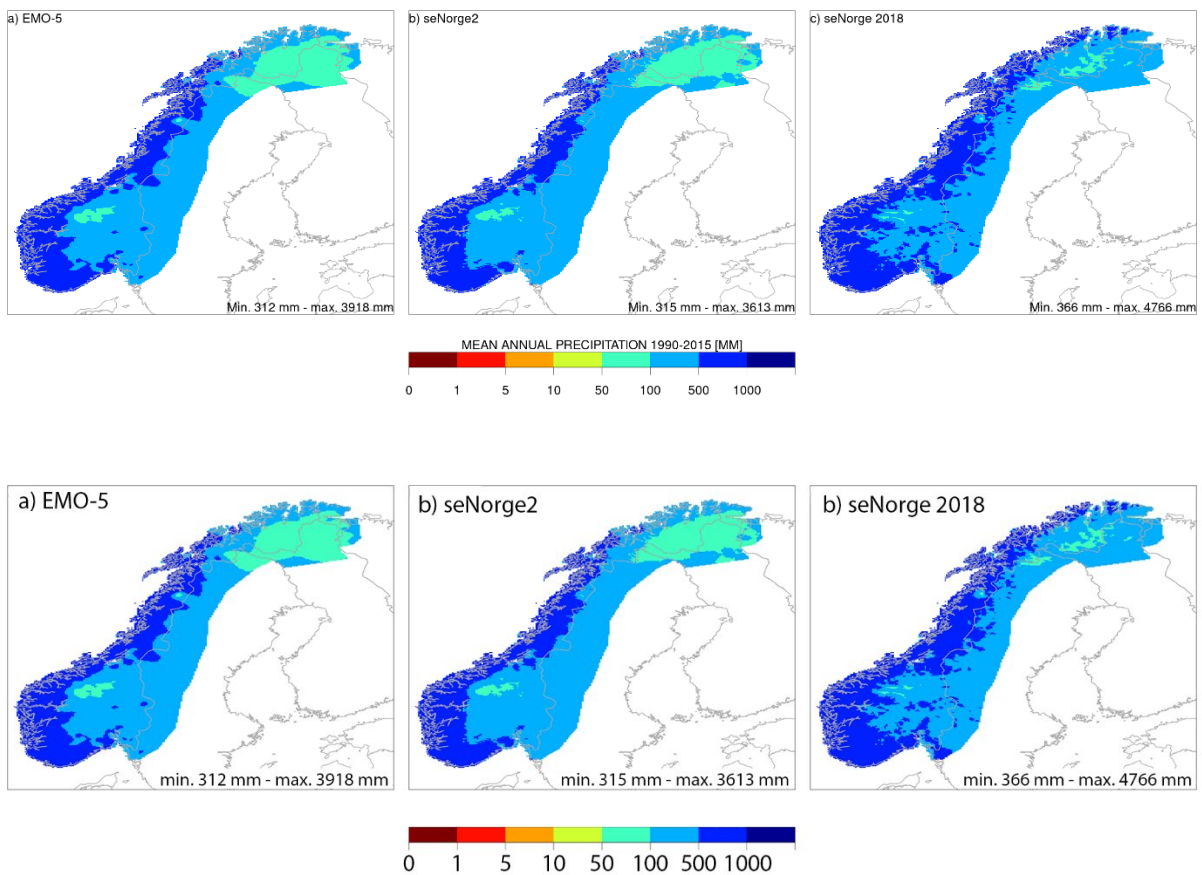 a) EMO-5
b) seNorge2
c) seNorge 2018
Min. 312 mm - max. 3918 mm
Min. 315 mm - max. 3613 mm
Min. 366 mm - max. 4766 mm
MEAN ANNUAL PRECIPITATION 1990-2015 [MM]
0 1 5 10 50 100 500 1000
a) EMO-5
b) seNorge2
b) seNorge 2018
min. 312 mm - max. 3918 mm
min. 315 mm - max. 3613 mm
min. 366 mm - max. 4766 mm
0 1 5 10 50 100 500 1000